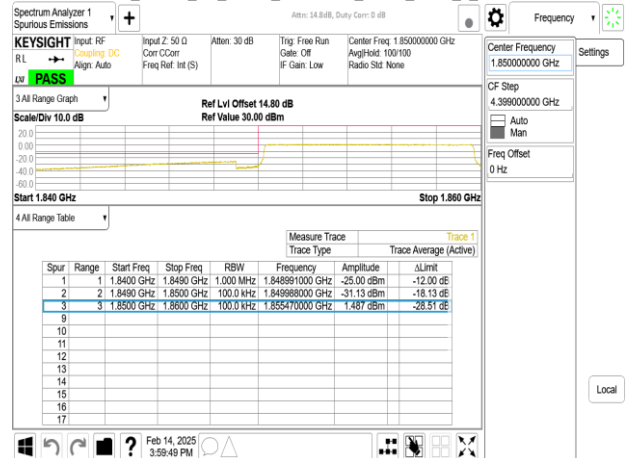 Spectrum Analyzer 1
Spurious Emissions
Attn: 14.8dB, Duty Corr: 0 dB
Frequency
KEYSIGHT
RL
LXI
PASS
Input: RF
Coupling: DC
Align: Auto
Input Z: 50 Ω
Corr CCorr
Freq Ref: Int (S)
Atten: 30 dB
Trig: Free Run
Gate: Off
IF Gain: Low
Center Freq: 1.850000000 GHz
Avg|Hold: 100/100
Radio Std: None
Center Frequency
1.850000000 GHz
Settings
CF Step
4.399000000 GHz
Auto
Man
Freq Offset
0 Hz
3 All Range Graph
Ref Lvl Offset 14.80 dB
Scale/Div 10.0 dB
Ref Value 30.00 dBm
20.0
0.00
-20.0
-40.0
-60.0
Start 1.840 GHz
Stop 1.860 GHz
4 All Range Table
Measure Trace Trace 1
Trace Type Trace Average (Active)
Spur Range Start Freq Stop Freq RBW Frequency Amplitude ΔLimit
1 1 1.8400 GHz 1.8490 GHz 1.000 MHz 1.848991000 GHz -25.00 dBm -12.00 dB
2 2 1.8490 GHz 1.8500 GHz 100.0 kHz 1.849988000 GHz -31.13 dBm -18.13 dB
3 3 1.8500 GHz 1.8600 GHz 100.0 kHz 1.855470000 GHz 1.487 dBm -28.51 dB
9
10
11
12
13
14
15
16
17
Local
Feb 14, 2025
3:59:49 PM